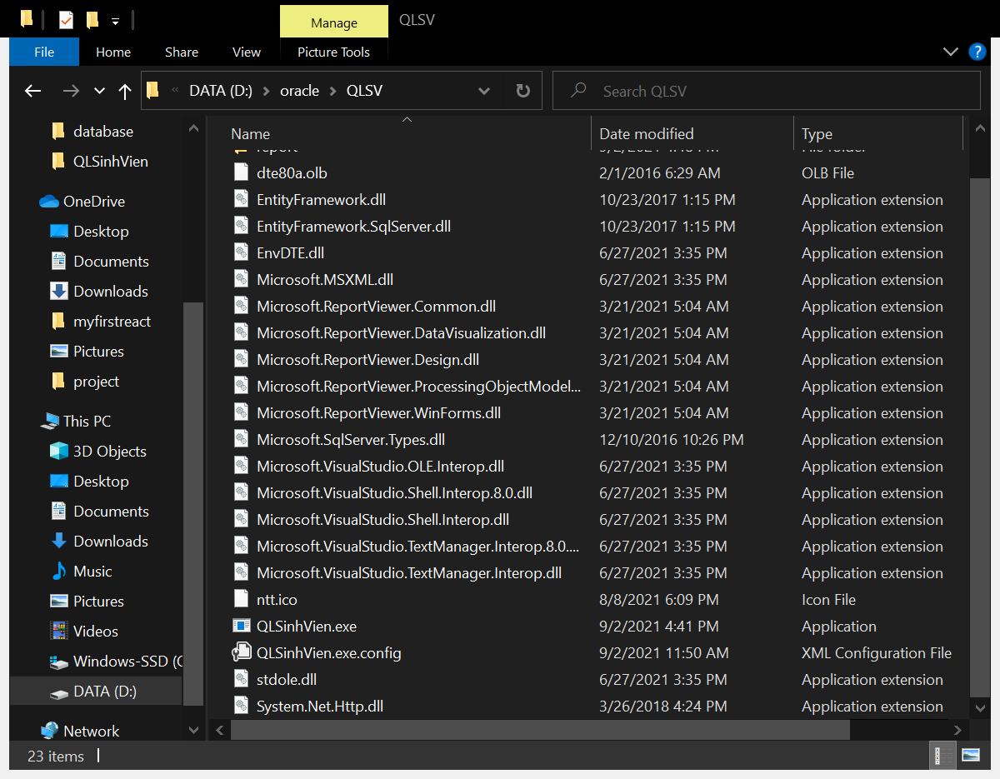 Manage QLSV
File Home Share View Picture Tools
DATA (D:) oracle QLSV Search QLSV
database
QLSinhVien
OneDrive
Desktop
Documents
Downloads
myfirstreact
Pictures
project
This PC
3D Objects
Desktop
Documents
Downloads
Music
Pictures
Videos
Windows-SSD (C
DATA (D:)
Network
Name Date modified Type
dte80a.olb 2/1/2016 6:29 AM OLB File
EntityFramework.dll 10/23/2017 1:15 PM Application extension
EntityFramework.SqlServer.dll 10/23/2017 1:15 PM Application extension
EnvDTE.dll 6/27/2021 3:35 PM Application extension
Microsoft.MSXML.dll 6/27/2021 3:35 PM Application extension
Microsoft.ReportViewer.Common.dll 3/21/2021 5:04 AM Application extension
Microsoft.ReportViewer.DataVisualization.dll 3/21/2021 5:04 AM Application extension
Microsoft.ReportViewer.Design.dll 3/21/2021 5:04 AM Application extension
Microsoft.ReportViewer.ProcessingObjectModel... 3/21/2021 5:04 AM Application extension
Microsoft.ReportViewer.WinForms.dll 3/21/2021 5:04 AM Application extension
Microsoft.SqlServer.Types.dll 12/10/2016 10:26 PM Application extension
Microsoft.VisualStudio.OLE.Interop.dll 6/27/2021 3:35 PM Application extension
Microsoft.VisualStudio.Shell.Interop.8.0.dll 6/27/2021 3:35 PM Application extension
Microsoft.VisualStudio.Shell.Interop.dll 6/27/2021 3:35 PM Application extension
Microsoft.VisualStudio.TextManager.Interop.8.0.... 6/27/2021 3:35 PM Application extension
Microsoft.VisualStudio.TextManager.Interop.dll 6/27/2021 3:35 PM Application extension
ntt.ico 8/8/2021 6:09 PM Icon File
QLSinhVien.exe 9/2/2021 4:41 PM Application
QLSinhVien.exe.config 9/2/2021 11:50 AM XML Configuration File
stdole.dll 6/27/2021 3:35 PM Application extension
System.Net.Http.dll 3/26/2018 4:24 PM Application extension
23 items